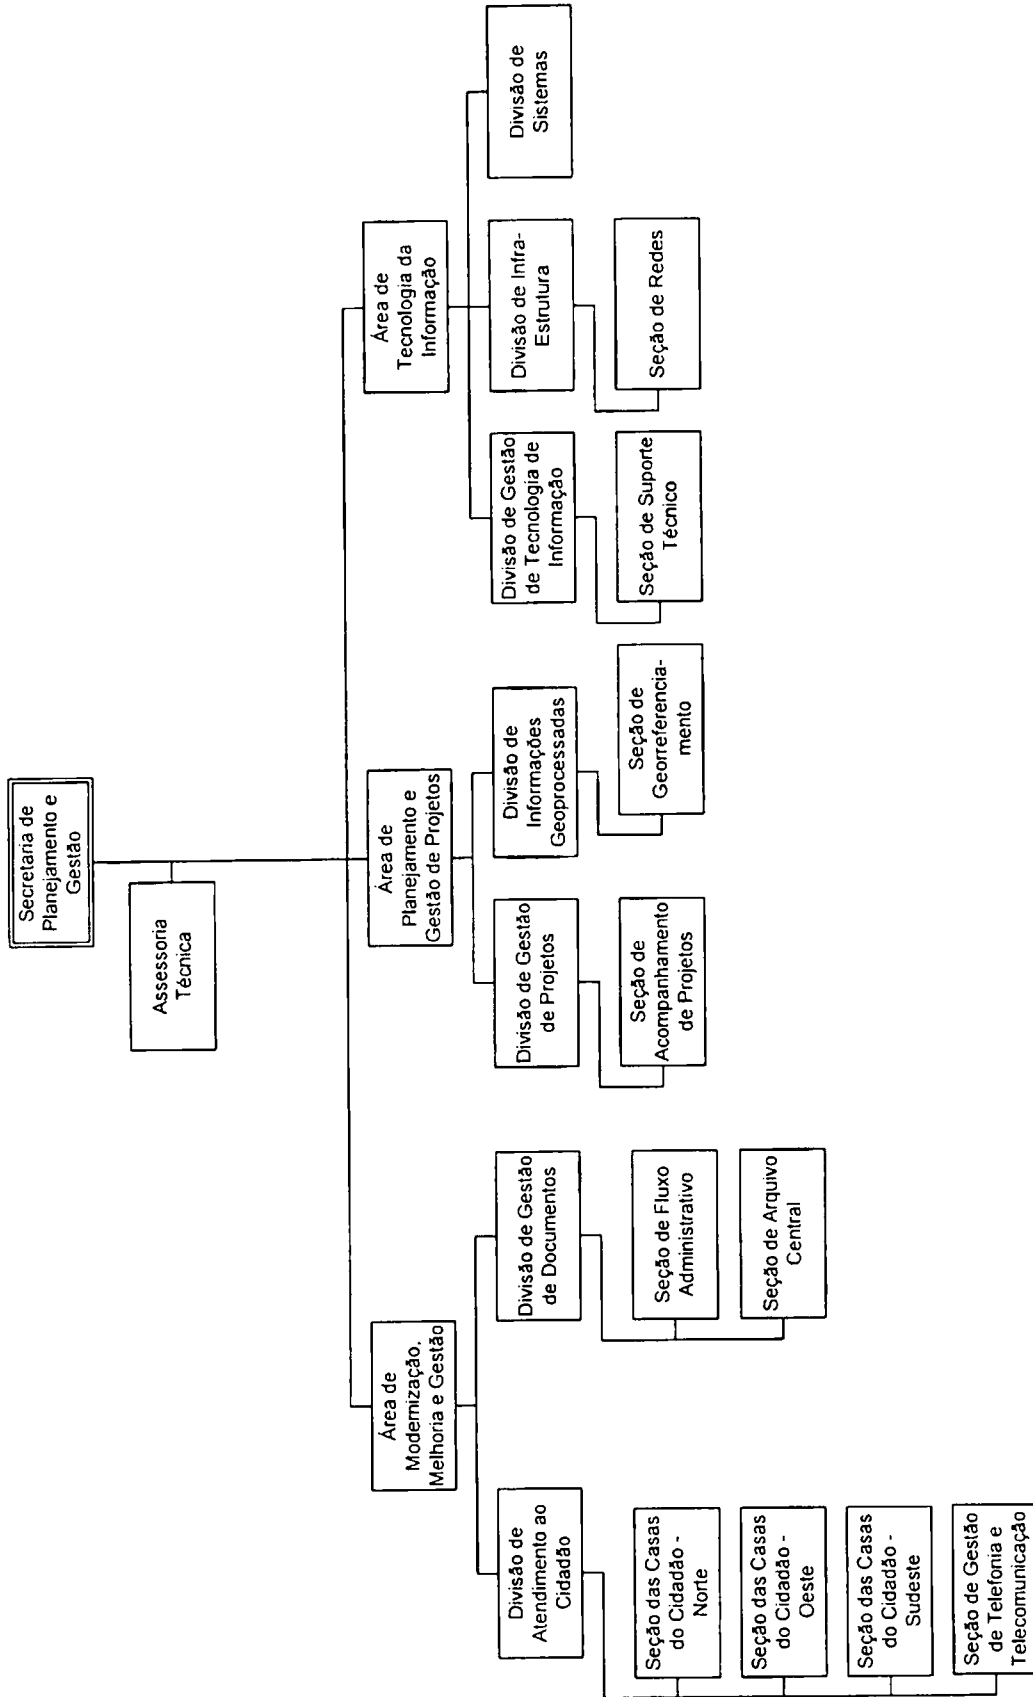 Secretaria de
Planejamento e
Gestão
Assessoria
Técnica
Área de
Modernização,
Melhoria e Gestão
Área de
Planejamento e
Gestão de Projetos
Área de
Tecnologia da
Informação
Divisão de
Atendimento ao
Cidadão
Divisão de Gestão
de Documentos
Divisão de Gestão
de Projetos
Divisão de
Informações
Geoprocessadas
Divisão de Gestão
de Tecnologia de
Informação
Divisão de Infra-
Estrutura
Divisão de
Sistemas
Seção das Casas
do Cidadão -
Norte
Seção das Casas
do Cidadão -
Oeste
Seção das Casas
do Cidadão -
Sudeste
Seção de Gestão
de Telefonia e
Telecomunicação
Seção de Fluxo
Administrativo
Seção de Arquivo
Central
Seção de
Acompanhamento
de Projetos
Seção de
Georreferencia-
mento
Seção de Suporte
Técnico
Seção de Redes